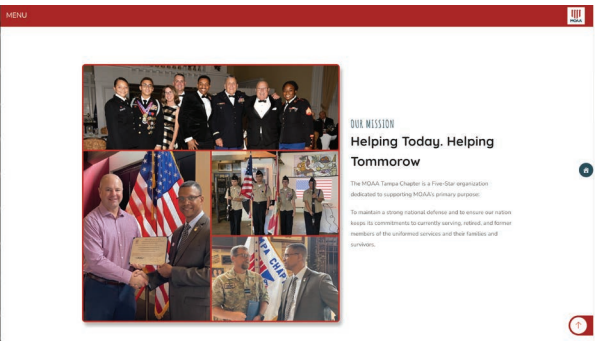 MENU
MOAA
OUR MISSION
Helping Today. Helping
Tommorow
The MOAA Tampa Chapter is a Five-Star organization
dedicated to supporting MOAA's primary purpose:
To maintain a strong national defense and to ensure our nation
keeps its commitments to currently serving, retired, and former
members of the uniformed services and their families and
survivors.